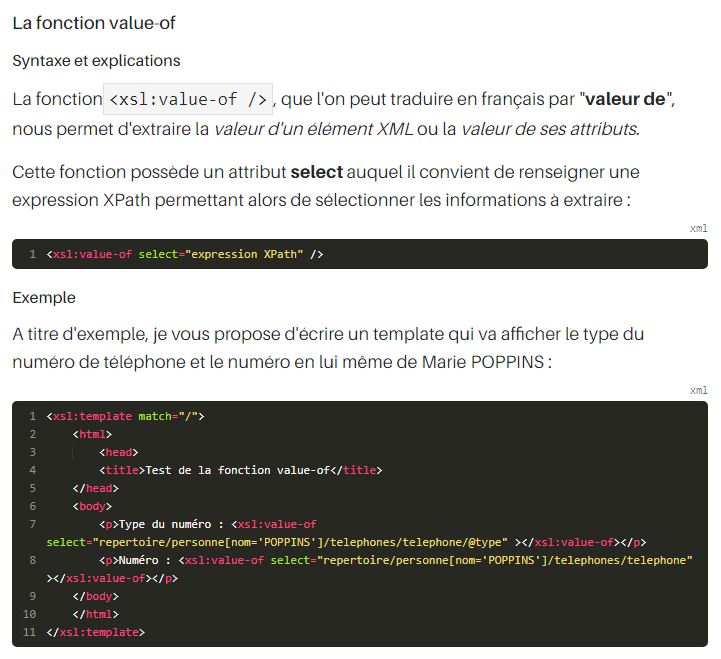 La fonction value-of
Syntaxe et explications
La fonction <xsl:value-of />, que l'on peut traduire en français par "valeur de",
nous permet d'extraire la valeur d'un élément XML ou la valeur de ses attributs.
Cette fonction possède un attribut select auquel il convient de renseigner une
expression XPath permettant alors de sélectionner les informations à extraire :
xml
1 <xsl:value-of select="expression XPath" />
Exemple
A titre d'exemple, je vous propose d'écrire un template qui va afficher le type du
numéro de téléphone et le numéro en lui même de Marie POPPINS :
xml
1 <xsl:template match="/">
2 <html>
3 <head>
4 <title>Test de la fonction value-of</title>
5 </head>
6 <body>
7 <p>Type du numéro : <xsl:value-of
select="repertoire/personne[nom='POPPINS']/telephones/telephone/@type" ></xsl:value-of></p>
8 <p>Numéro : <xsl:value-of select="repertoire/personne[nom='POPPINS']/telephones/telephone"
></xsl:value-of></p>
9 </body>
10 </html>
11 </xsl:template>